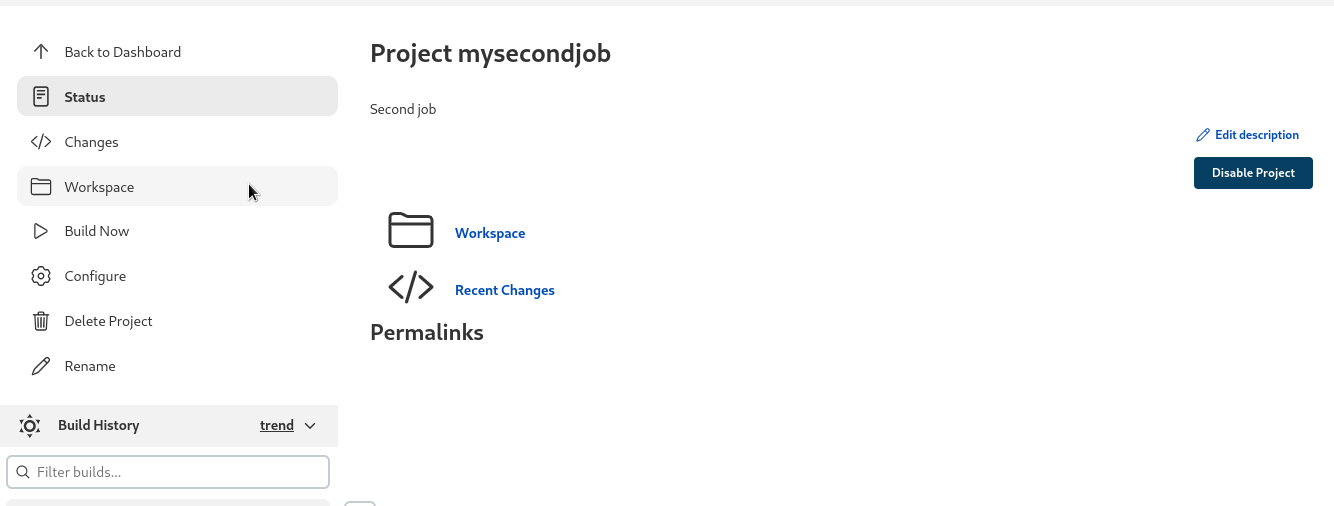 Back to Dashboard
Status
Changes
Workspace
Build Now
Configure
Delete Project
Rename
Build History
trend
Filter builds...
Project mysecondjob
Second job
Edit description
Disable Project
Workspace
Recent Changes
Permalinks